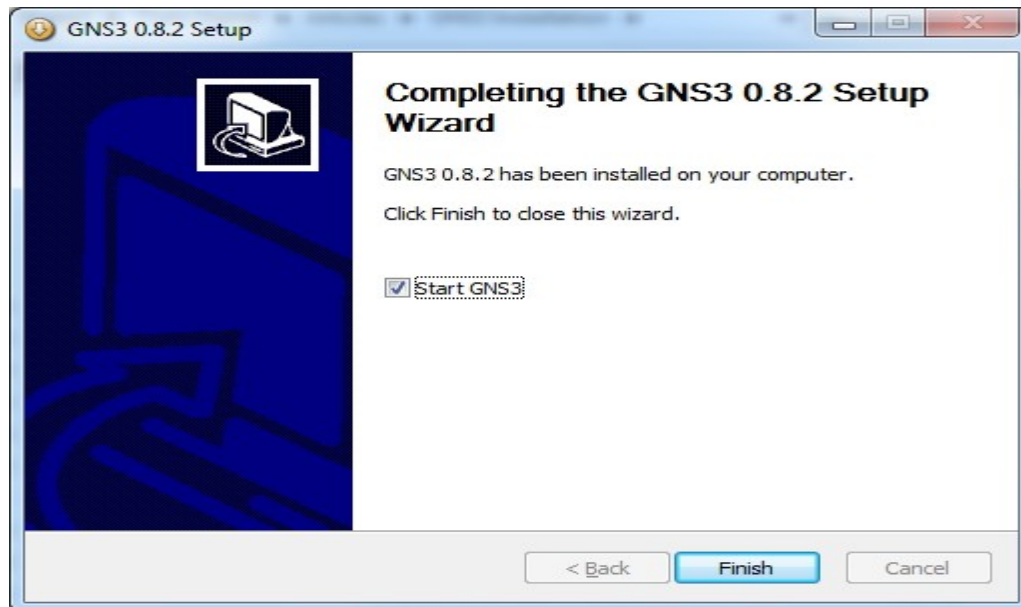 GNS3 0.8.2 Setup
Completing the GNS3 0.8.2 Setup
Wizard
GNS3 0.8.2 has been installed on your computer.
Click Finish to close this wizard.
Start GNS3
< Back
Finish
Cancel